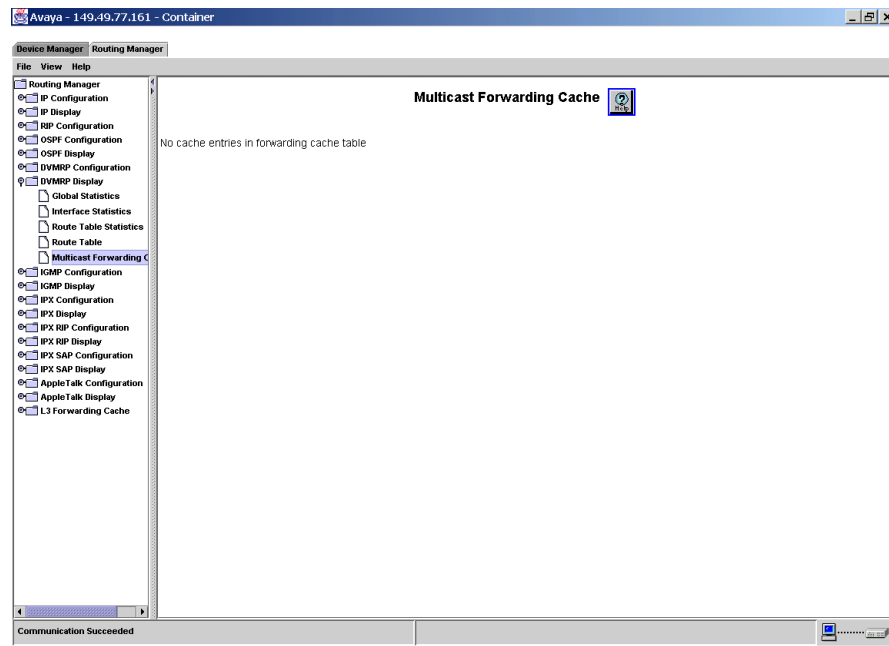 Avaya - 149.49.77.161 - Container
Device Manager Routing Manager
File View Help
Routing Manager
IP Configuration
IP Display
RIP Configuration
OSPF Configuration
OSPF Display
DVMRP Configuration
DVMRP Display
Global Statistics
Interface Statistics
Route Table Statistics
Route Table
Multicast Forwarding C
IGMP Configuration
IGMP Display
IPX Configuration
IPX Display
IPX RIP Configuration
IPX RIP Display
IPX SAP Configuration
IPX SAP Display
AppleTalk Configuration
AppleTalk Display
L3 Forwarding Cache
Multicast Forwarding Cache
Help
No cache entries in forwarding cache table
Communication Succeeded